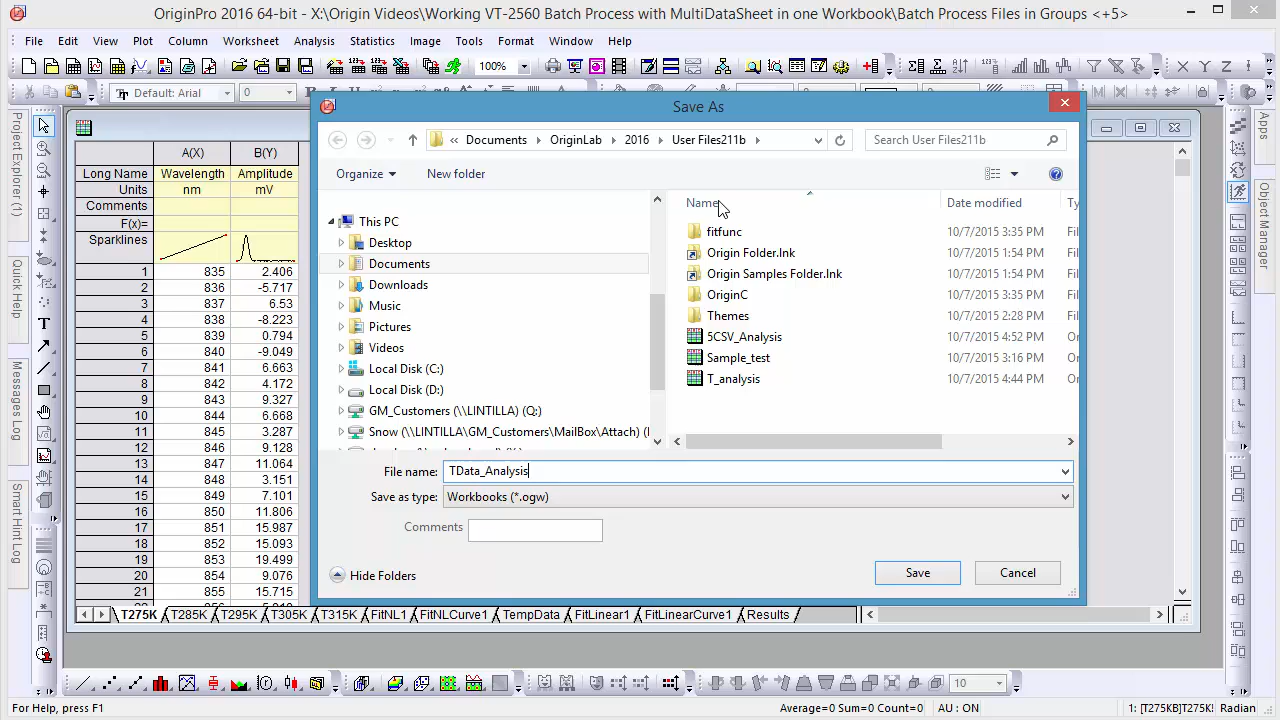 OriginPro 2016 64-bit - X:\Origin Videos\Working VT-2560 Batch Process with MultiDataSheet in one Workbook\Batch Process Files in Groups <+5>
File Edit View Plot Column Worksheet Analysis Statistics Image Tools Format Window Help
100%
Default: Arial 0
Save As
Documents OriginLab 2016 User Files211b Search User Files211b
Organize New folder
Name Date modified Ty
This PC
Desktop
Documents
Downloads
Music
Pictures
Videos
Local Disk (C:)
Local Disk (D:)
GM_Customers (\\LINTILLA) (Q:)
Snow (\\LINTILLA\GM_Customers\MailBox\Attach) (
fitfunc 10/7/2015 3:35 PM Fil
Origin Folder.lnk 10/7/2015 1:54 PM Fil
Origin Samples Folder.lnk 10/7/2015 1:54 PM Fil
OriginC 10/7/2015 3:35 PM Fil
Themes 10/7/2015 2:28 PM Fil
5CSV_Analysis 10/7/2015 4:52 PM Or
Sample_test 10/7/2015 3:16 PM Or
T_analysis 10/7/2015 4:44 PM Or
File name: TData_Analysis
Save as type: Workbooks (*.ogw)
Comments
Hide Folders Save Cancel
A(X) B(Y)
Long Name Wavelength Amplitude
Units nm mV
Comments
F(x)=
Sparklines
1 835 2.406
2 836 -5.717
3 837 6.53
4 838 -8.223
5 839 0.794
6 840 -9.049
7 841 6.663
8 842 4.172
9 843 9.327
10 844 6.668
11 845 3.287
12 846 9.128
13 847 11.064
14 848 3.151
15 849 7.101
16 850 11.806
17 851 15.987
18 852 15.093
19 853 19.499
20 854 9.076
21 855 15.715
T275K T285K T295K T305K T315K FitNL1 FitNLCurve1 TempData FitLinear1 FitLinearCurve1 Results
Project Explorer (1)
Quick Help
Messages Log
Smart Hint Log
Apps
Object Manager
10
For Help, press F1 Average=0 Sum=0 Count=0 AU : ON 1: [T275KB]T275K! Radian